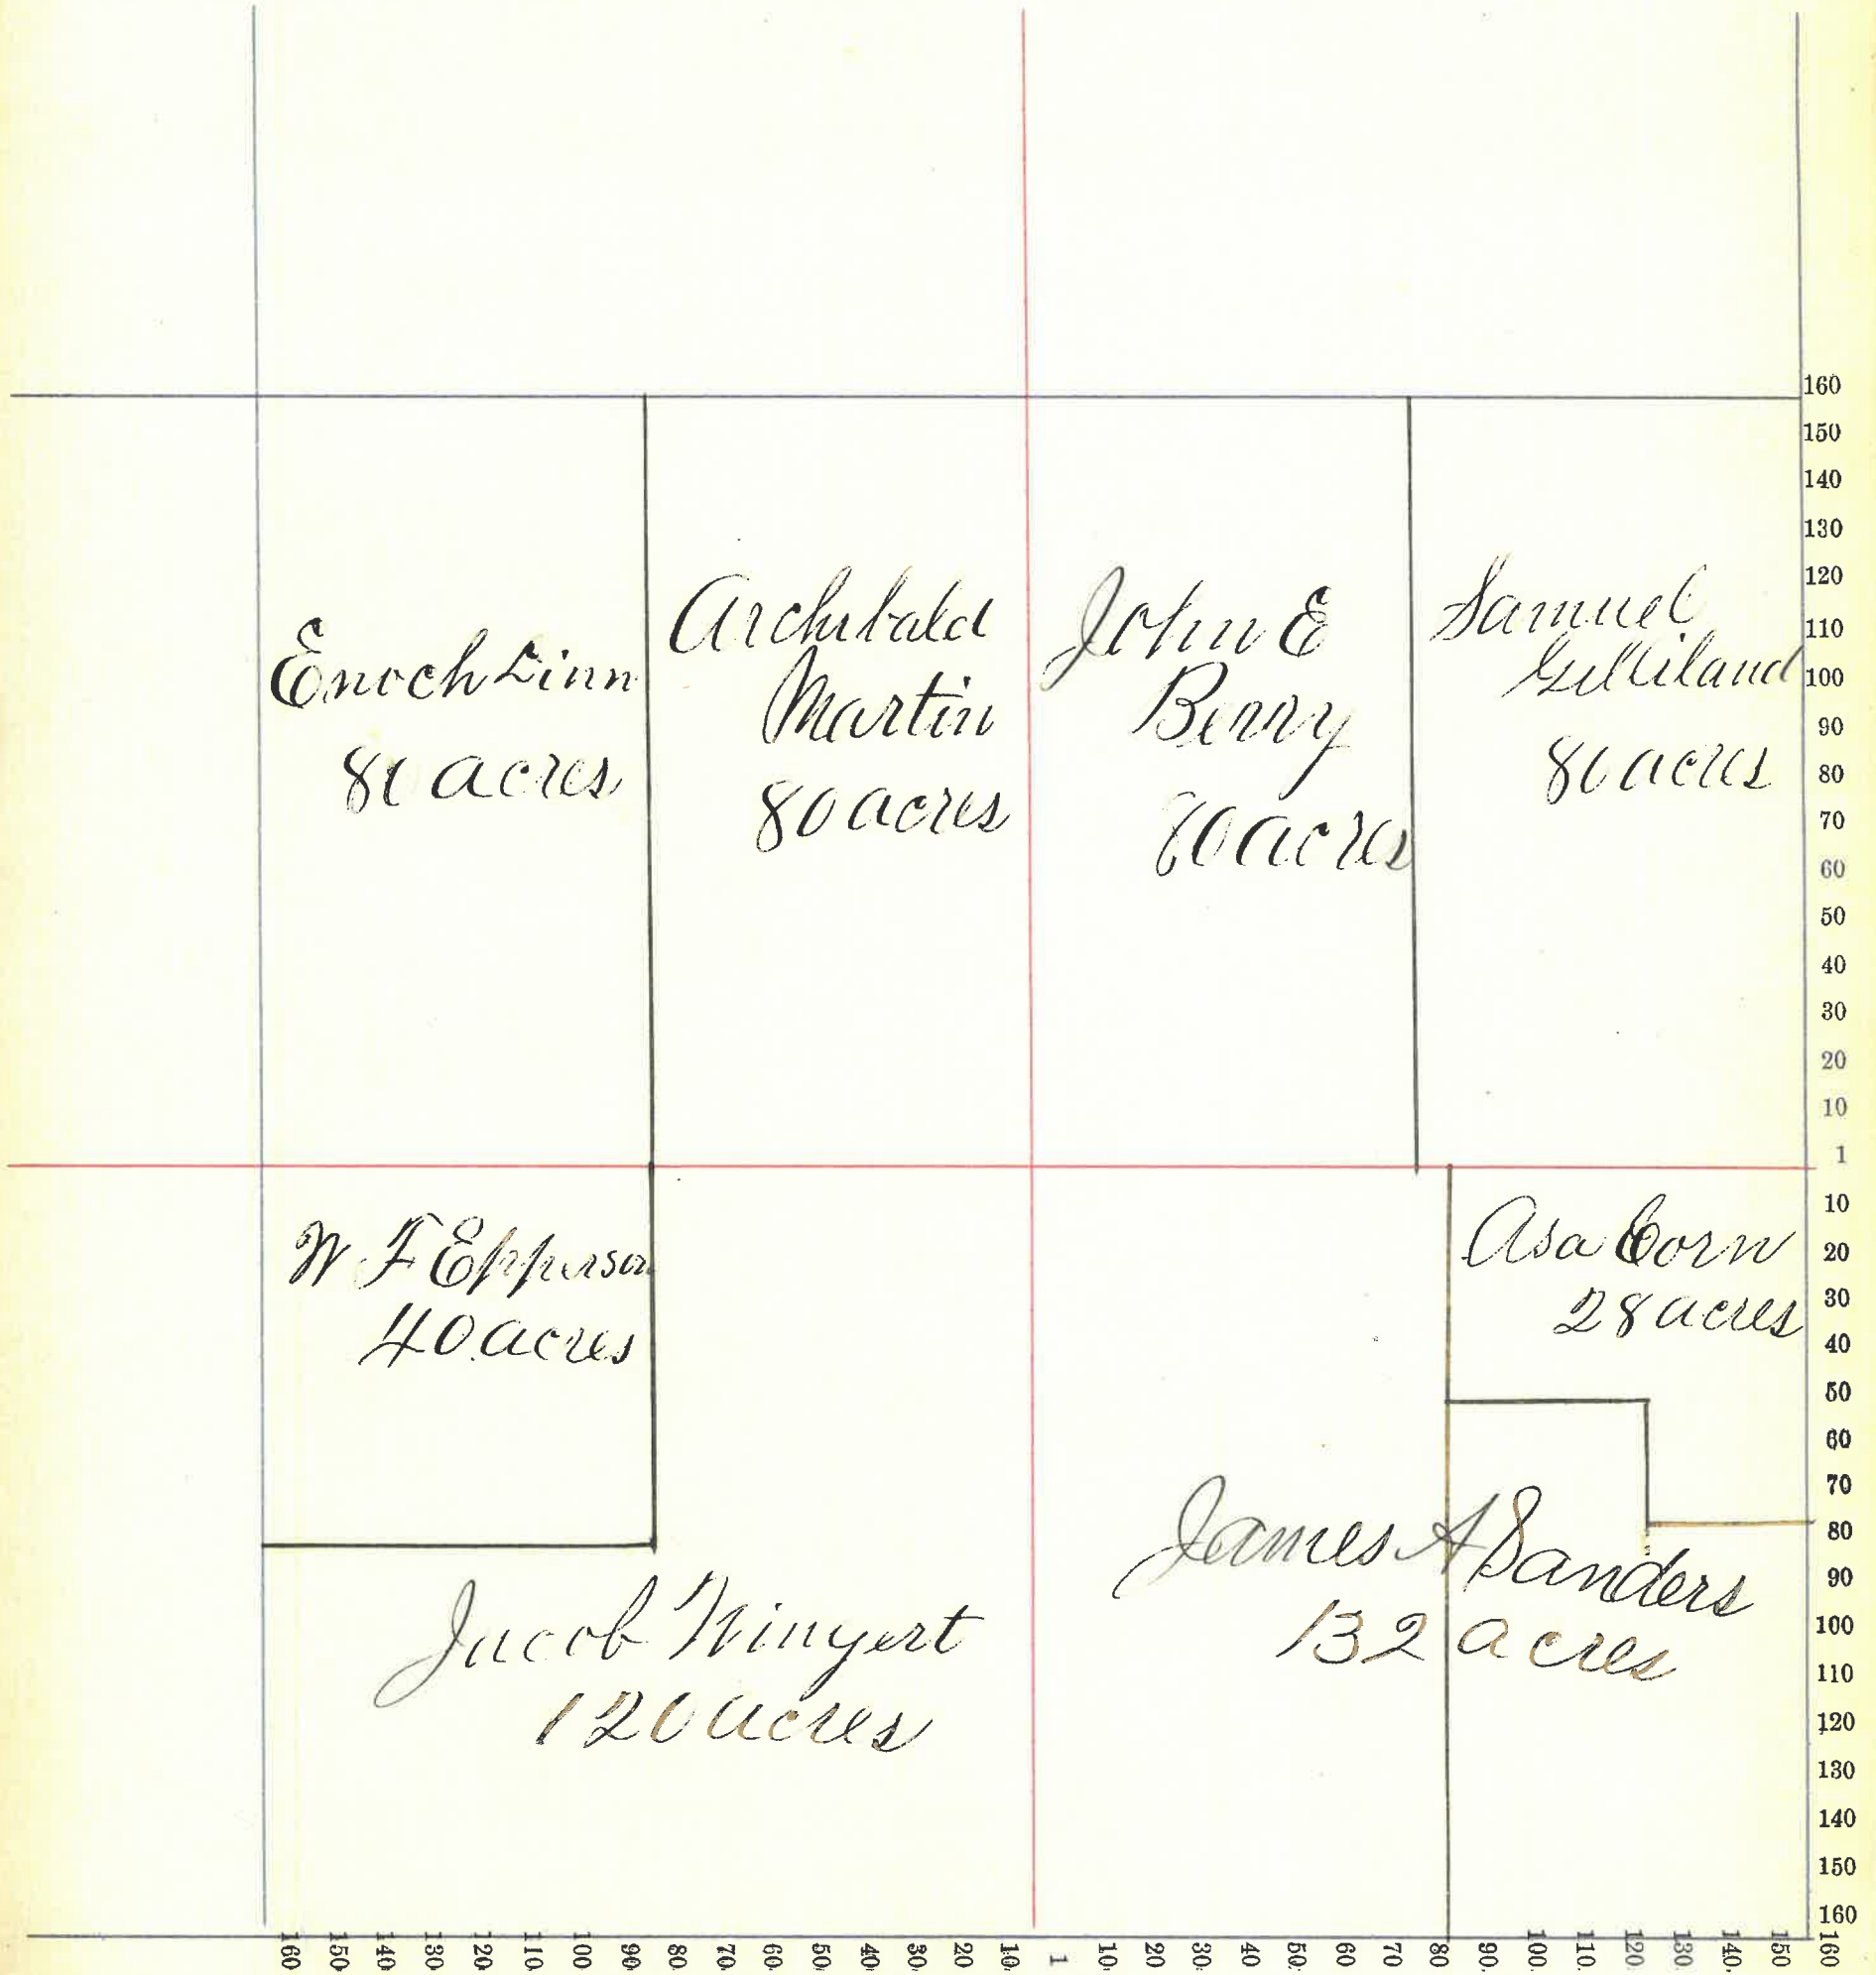 Enoch Linn
80 acres
Archibald
Martin
80 acres
John E
Berry
80 acres
Samuel
Gilliland
80 acres
W F Epperson
40 acres
Asa Corn
28 acres
Jacob Winyert
120 acres
James A Sanders
132 acres
160
150
140
130
120
110
100
90
80
70
60
50
40
30
20
10
1
10
20
30
40
50
60
70
80
90
100
110
120
130
140
150
160
160 150 140 130 120 110 100 90 80 70 60 50 40 30 20 10 1 10 20 30 40 50 60 70 80 90 100 110 120 130 140 150 160